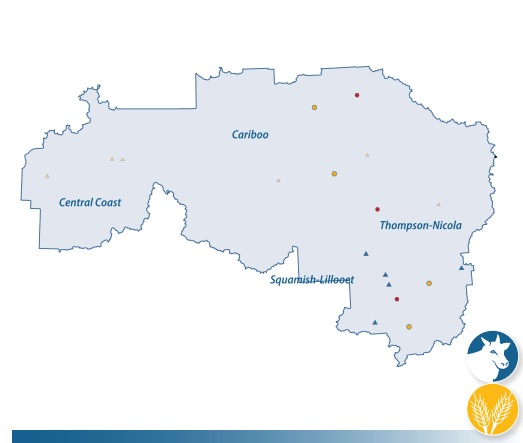 Cariboo
Central Coast
Thompson-Nicola
Squamish-Lillooet